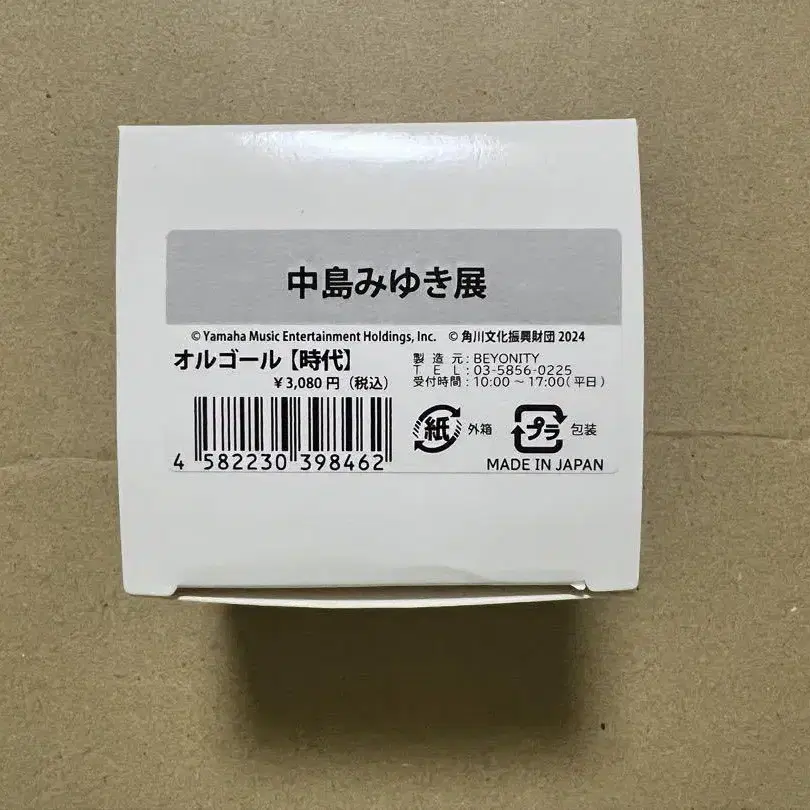 中島みゆき展
© Yamaha Music Entertainment Holdings, Inc. © 角川文化振興財団 2024
オルゴール【時代】
¥3,080円（税込）
製造元：BEYONITY
TEL：03-5856-0225
受付時間：10:00～17:00(平日)
紙 外箱
プラ 包装
4 582230 398462
MADE IN JAPAN